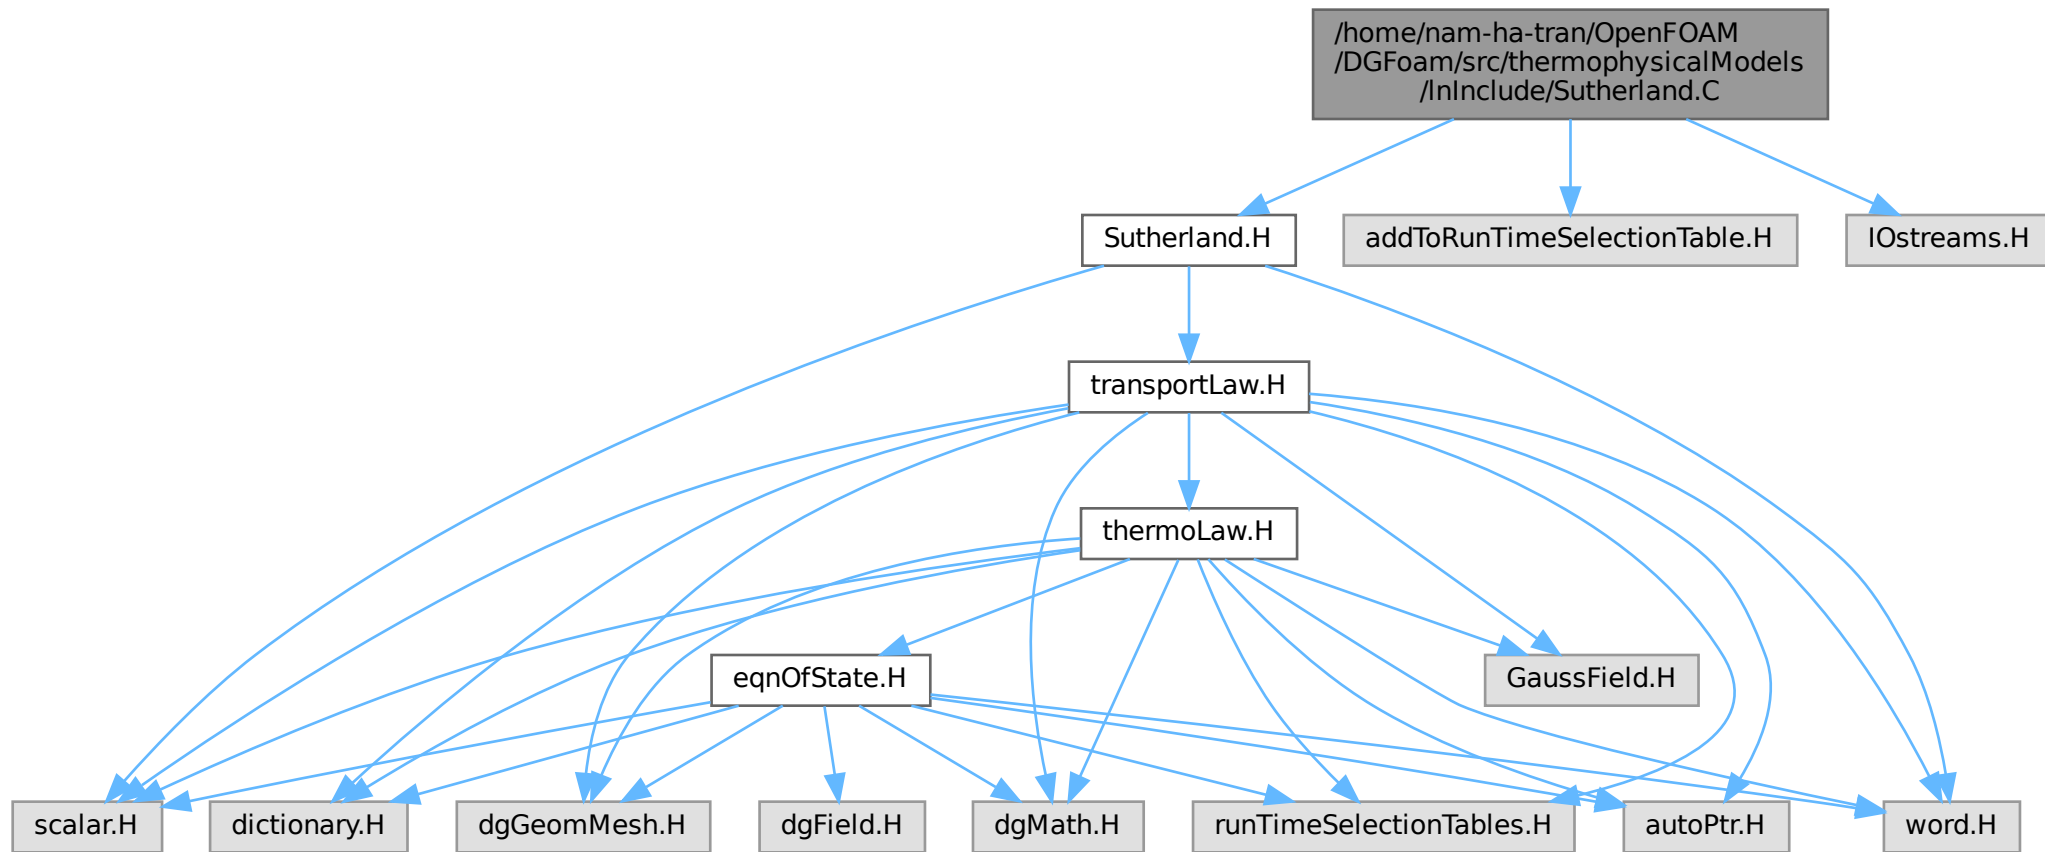 /home/nam-ha-tran/OpenFOAM
/DGFoam/src/thermophysicalModels
/lnInclude/Sutherland.C
Sutherland.H
addToRunTimeSelectionTable.H
IOstreams.H
transportLaw.H
thermoLaw.H
eqnOfState.H
GaussField.H
scalar.H
dictionary.H
dgGeomMesh.H
dgField.H
dgMath.H
runTimeSelectionTables.H
autoPtr.H
word.H